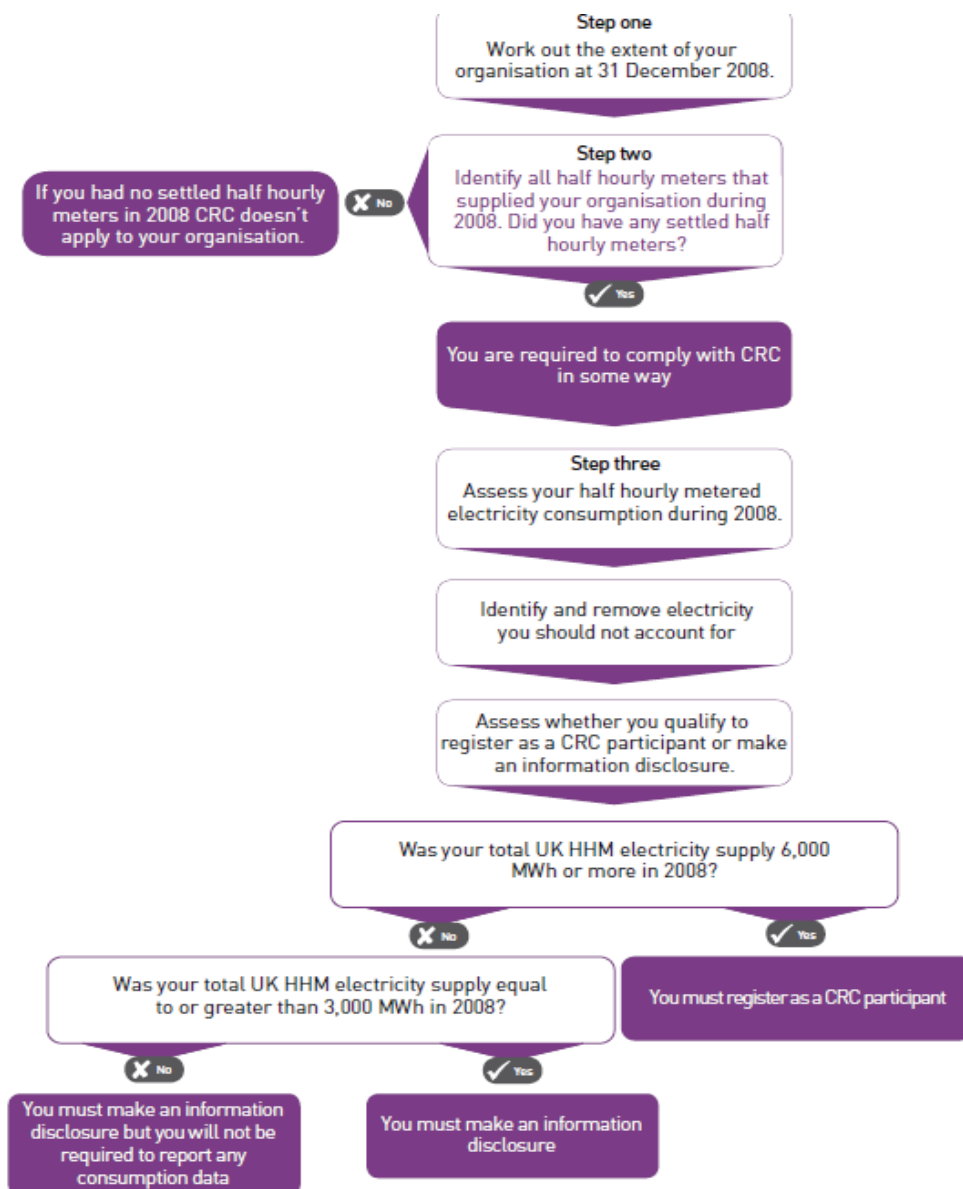 Step one
Work out the extent of your
organisation at 31 December 2008.
Step two
Identify all half hourly meters that
supplied your organisation during
2008. Did you have any settled half
hourly meters?
If you had no settled half hourly
meters in 2008 CRC doesn't
apply to your organisation.
No
Yes
You are required to comply with CRC
in some way
Step three
Assess your half hourly metered
electricity consumption during 2008.
Identify and remove electricity
you should not account for
Assess whether you qualify to
register as a CRC participant or make
an information disclosure.
Was your total UK HHM electricity supply 6,000
MWh or more in 2008?
No
Yes
Was your total UK HHM electricity supply equal
to or greater than 3,000 MWh in 2008?
You must register as a CRC participant
No
Yes
You must make an information
disclosure but you will not be
required to report any
consumption data
You must make an information
disclosure